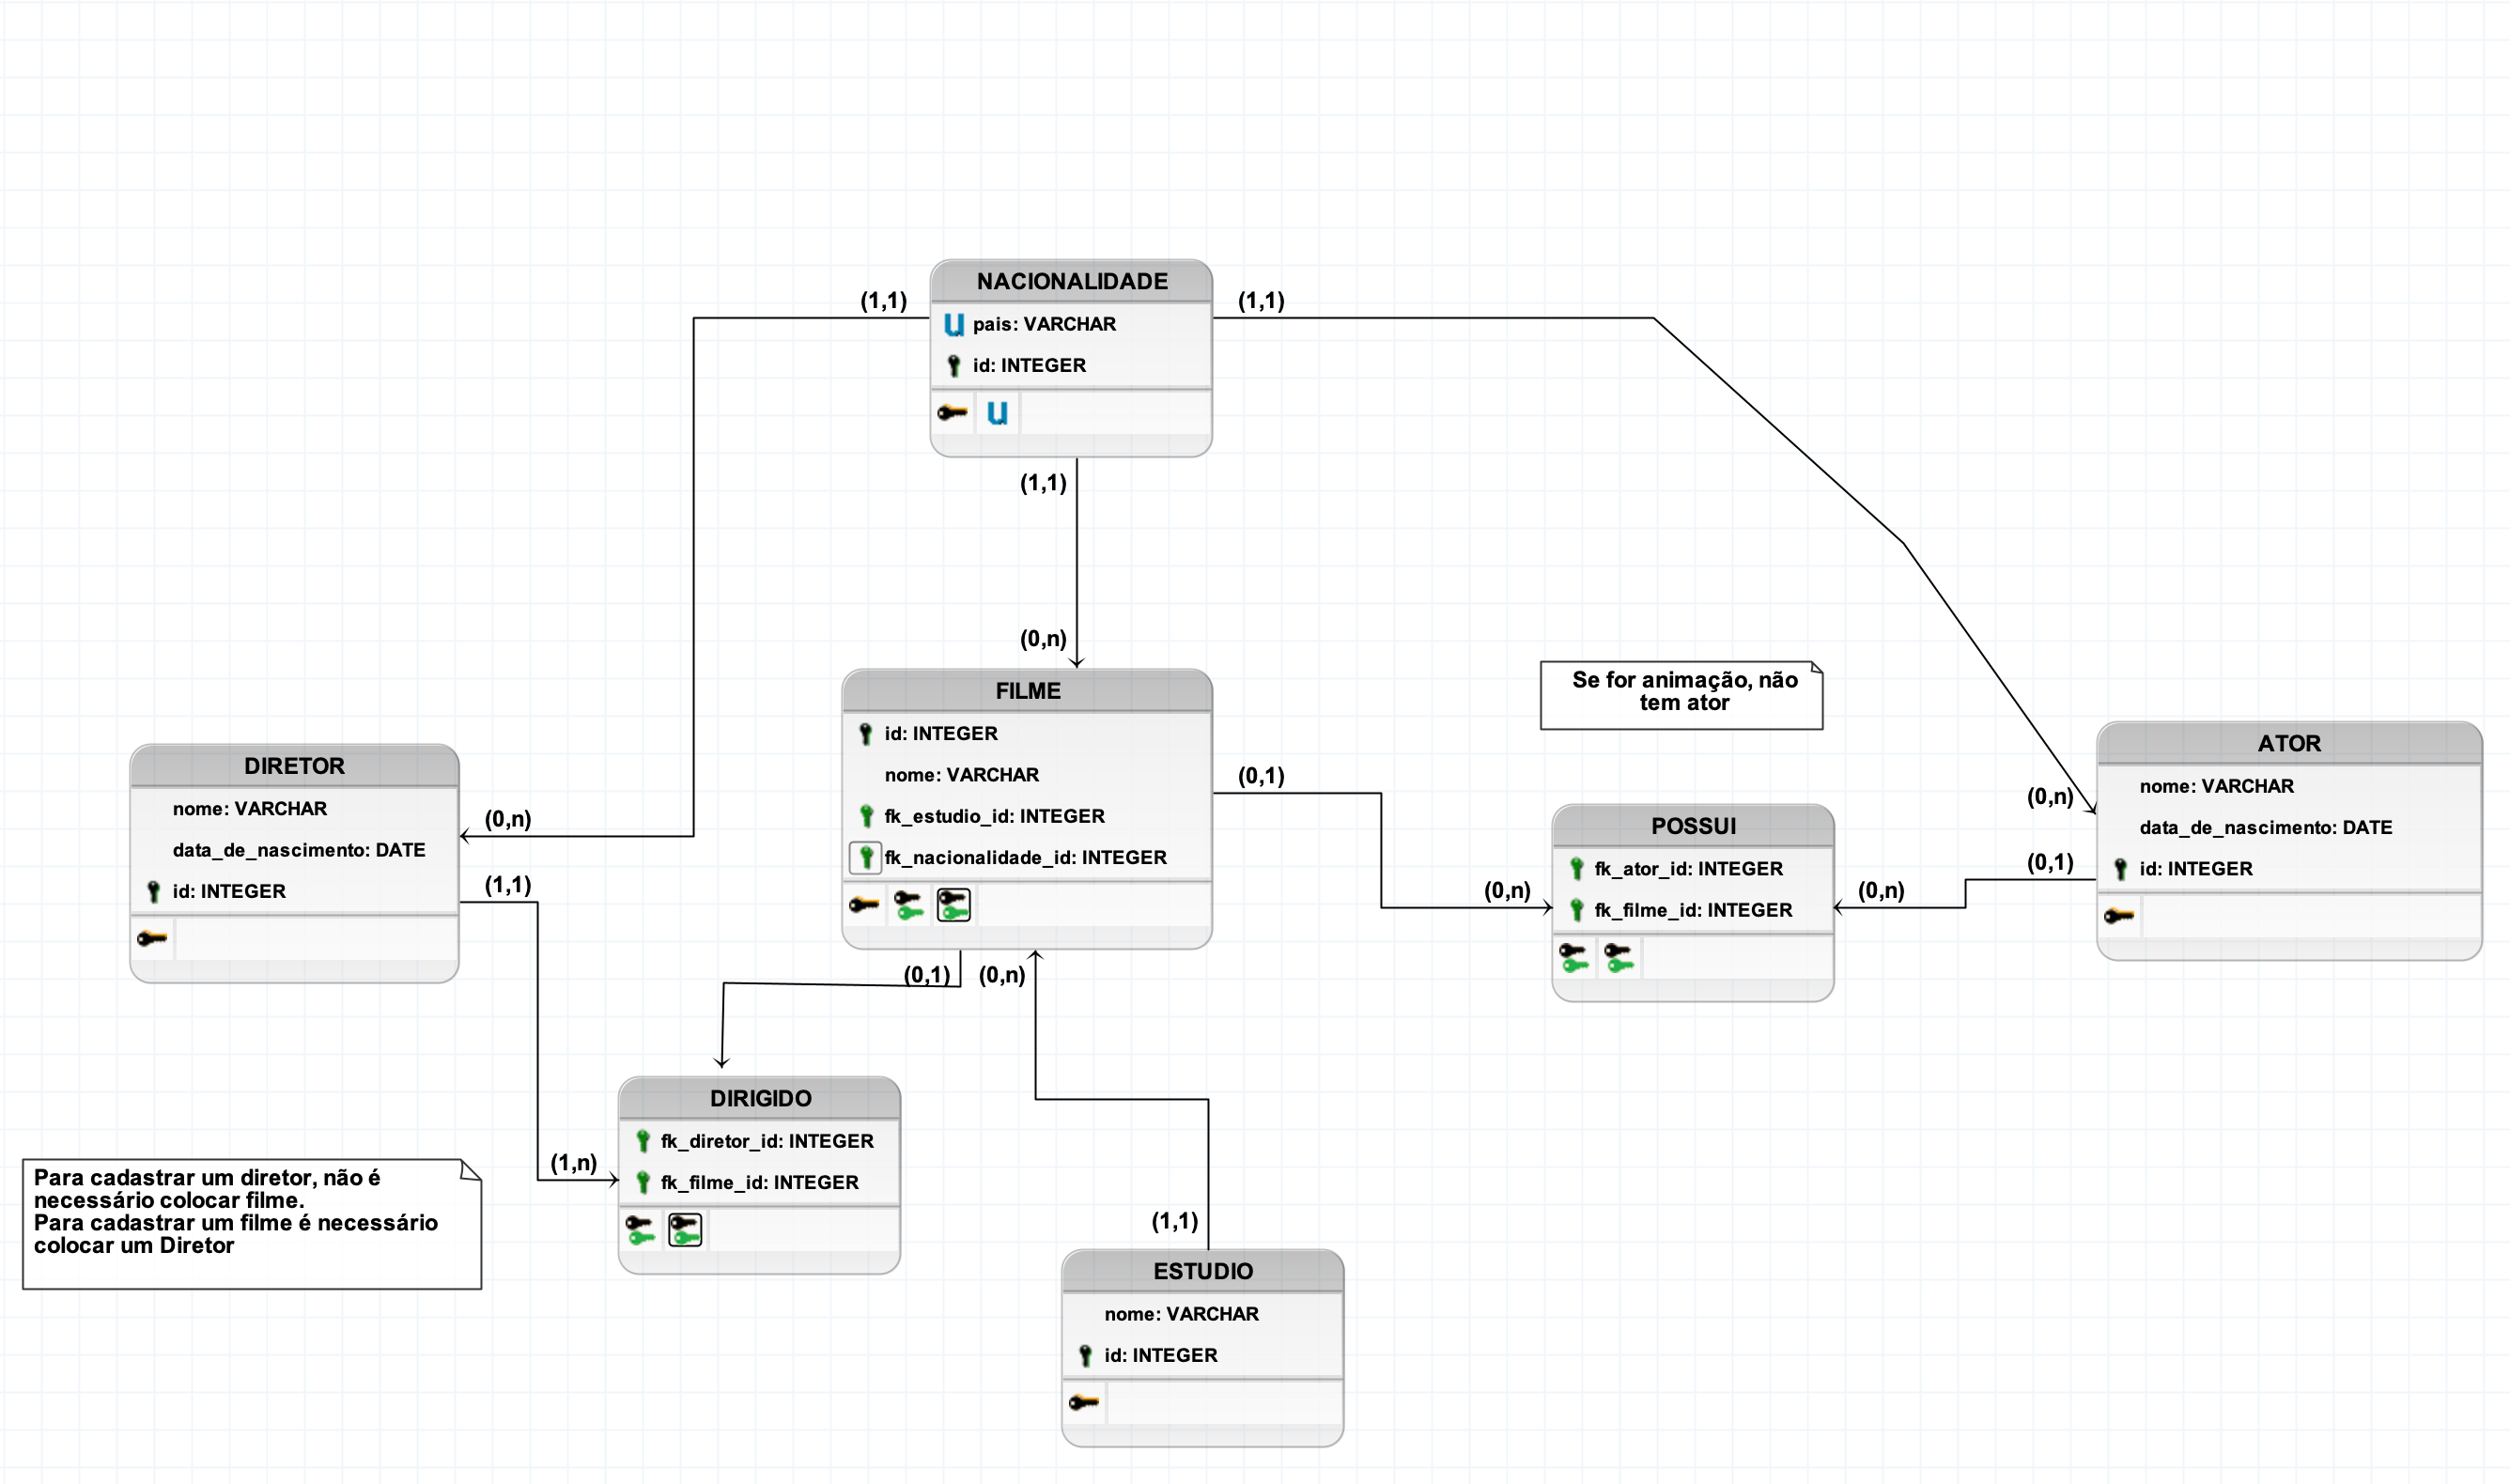 NACIONALIDADE
(1,1)
(1,1)
pais: VARCHAR
id: INTEGER
(1,1)
(0,n)
FILME
id: INTEGER
nome: VARCHAR
fk_estudio_id: INTEGER
fk_nacionalidade_id: INTEGER
Se for animação, não
tem ator
DIRETOR
nome: VARCHAR
data_de_nascimento: DATE
id: INTEGER
(0,n)
(1,1)
(0,1)
(0,n)
POSSUI
fk_ator_id: INTEGER
fk_filme_id: INTEGER
(0,n)
(0,n)
(0,1)
ATOR
nome: VARCHAR
data_de_nascimento: DATE
id: INTEGER
(0,1)
(0,n)
DIRIGIDO
fk_diretor_id: INTEGER
fk_filme_id: INTEGER
(1,n)
Para cadastrar um diretor, não é
necessário colocar filme.
Para cadastrar um filme é necessário
colocar um Diretor
(1,1)
ESTUDIO
nome: VARCHAR
id: INTEGER